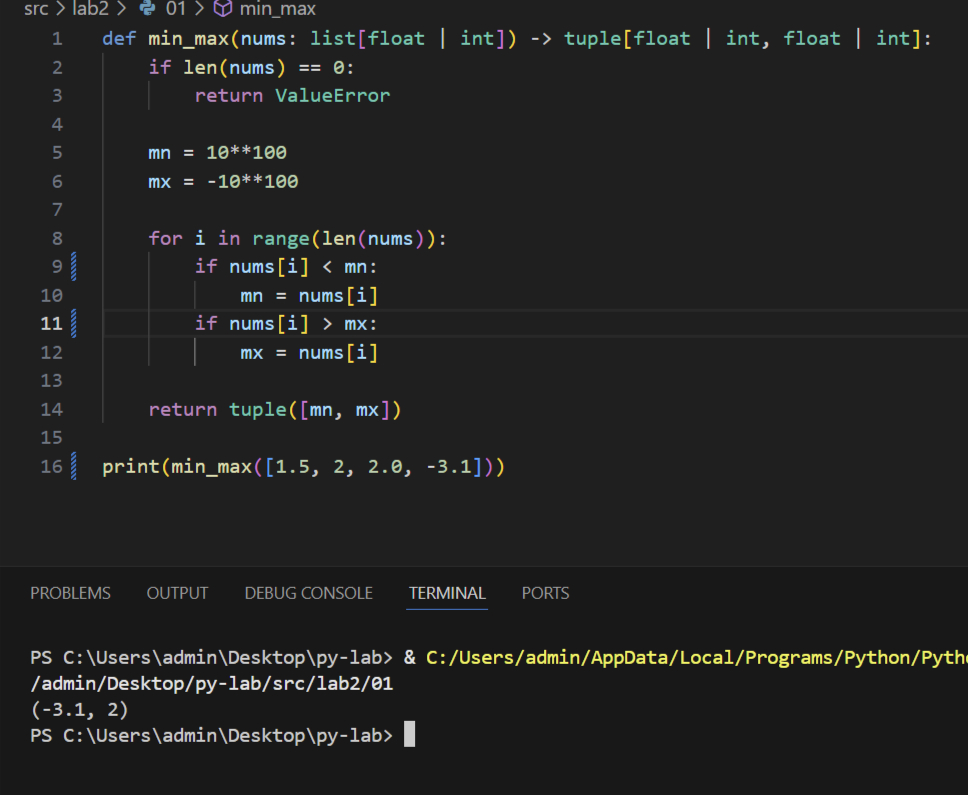 src > lab2 > 01 > min_max
1 def min_max(nums: list[float | int]) -> tuple[float | int, float | int]:
2     if len(nums) == 0:
3         return ValueError
4
5     mn = 10**100
6     mx = -10**100
7
8     for i in range(len(nums)):
9         if nums[i] < mn:
10             mn = nums[i]
11         if nums[i] > mx:
12             mx = nums[i]
13
14     return tuple([mn, mx])
15
16 print(min_max([1.5, 2, 2.0, -3.1]))
PROBLEMS OUTPUT DEBUG CONSOLE TERMINAL PORTS
PS C:\Users\admin\Desktop\py-lab> & C:/Users/admin/AppData/Local/Programs/Python/Pyth
/admin/Desktop/py-lab/src/lab2/01
(-3.1, 2)
PS C:\Users\admin\Desktop\py-lab>